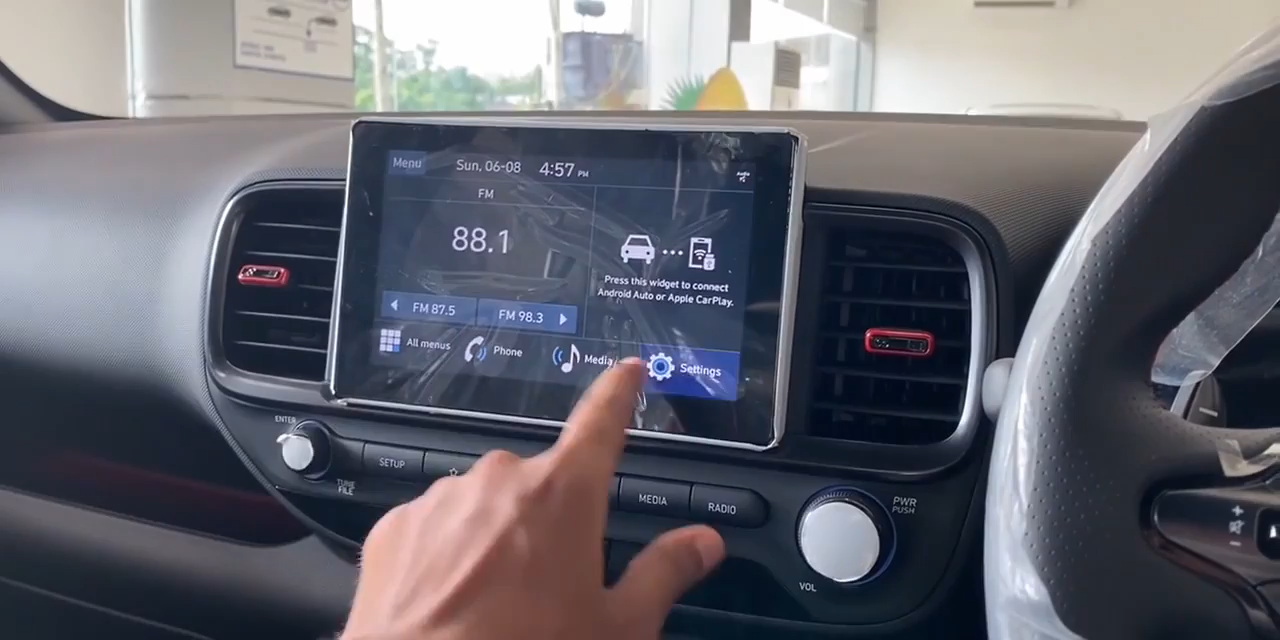 Menu
Sun, 06-08 4:57 PM
Audio
FM
88.1
Press this widget to connect
Android Auto or Apple CarPlay.
FM 87.5
FM 98.3
All menus
Phone
Media
Settings
ENTER
TUNE
FILE
SETUP
MEDIA
RADIO
PWR
PUSH
VOL
+
-